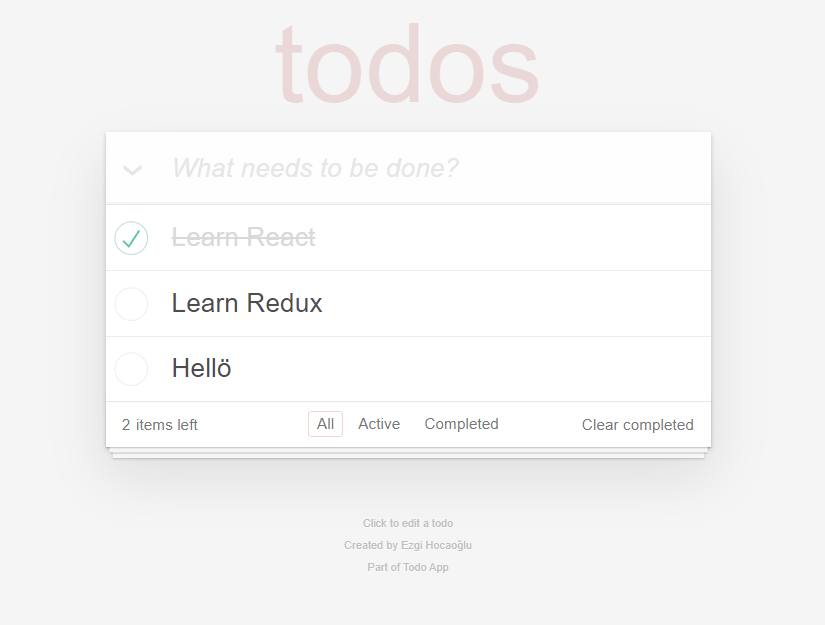 todos
What needs to be done?
Learn React
Learn Redux
Hellö
2 items left All Active Completed Clear completed
Click to edit a todo
Created by Ezgi Hocaoğlu
Part of Todo App